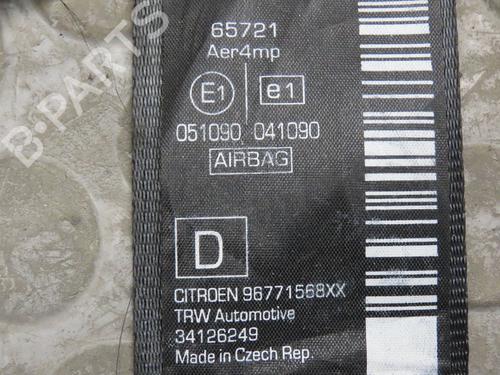 65721
Aer4mp
E1 e1
051090 041090
AIRBAG
D
CITROEN 96771568XX
TRW Automotive
34126249
Made in Czech Rep.
B-PARTS